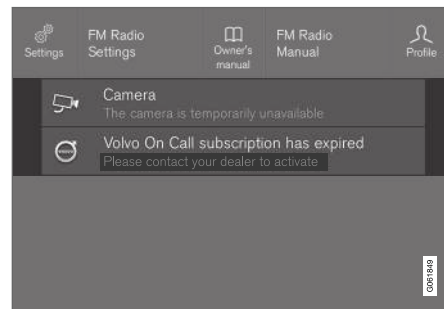 Settings
FM Radio
Settings
Owner's
manual
FM Radio
Manual
Profile
Camera
The camera is temporarily unavailable
Volvo On Call subscription has expired
Please contact your dealer to activate
G061849